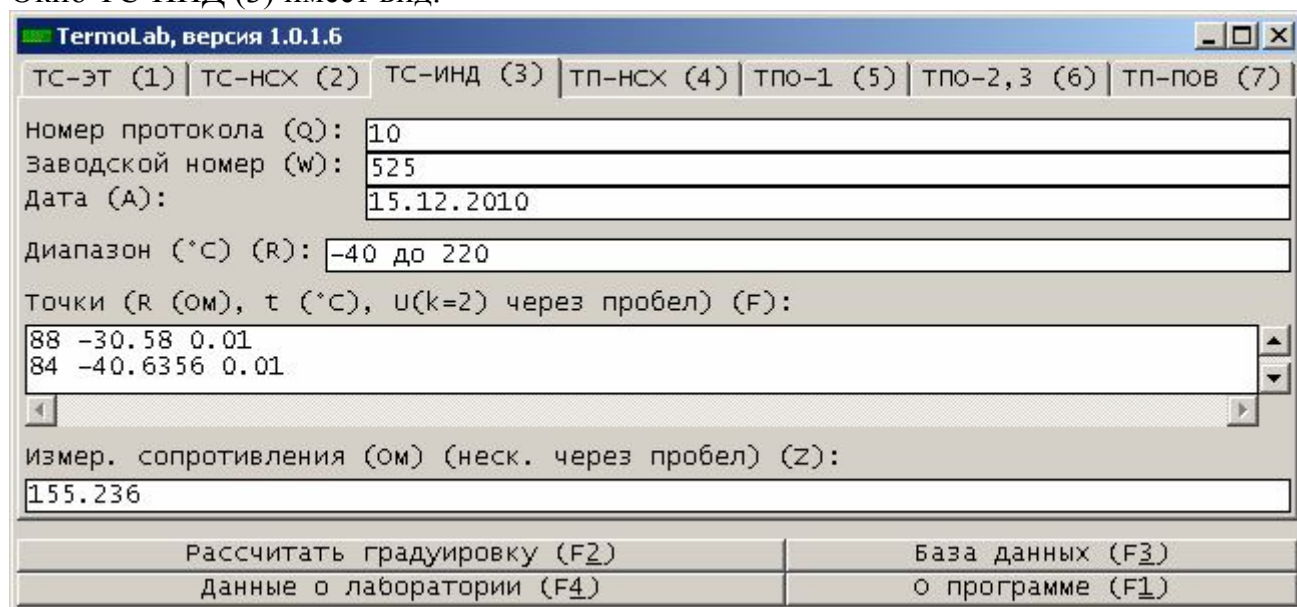 Окно ТС-ИНД (3) имеет вид:
TermoLab, версия 1.0.1.6
ТС-ЭТ (1) ТС-НСХ (2) ТС-ИНД (3) ТП-НСХ (4) ТПО-1 (5) ТПО-2,3 (6) ТП-ПОВ (7)
Номер протокола (Q): 10
Заводской номер (W): 525
Дата (A): 15.12.2010
Диапазон (°C) (R): -40 до 220
Точки (R (Ом), t (°C), U(k=2) через пробел) (F):
88 -30.58 0.01
84 -40.6356 0.01
Измер. сопротивления (Ом) (неск. через пробел) (Z):
155.236
Рассчитать градуировку (F2) База данных (F3)
Данные о лаборатории (F4) О программе (F1)